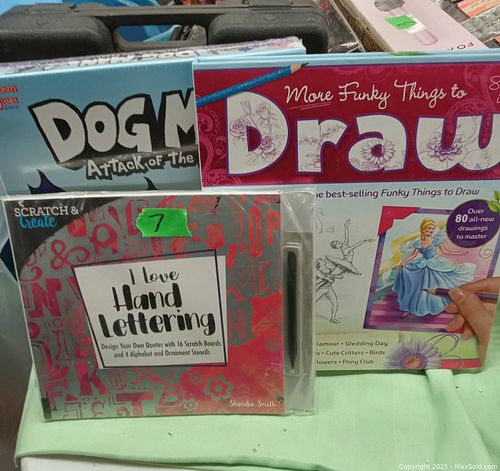 DOG M
ATTACK OF THE
More Funky Things to
Draw
best-selling Funky Things to Draw
Over
80 all-new
drawings
to master
lamour • Wedding Day
s • Cute Critters • Birds
lowers • Pony Club
SCRATCH &
Create
7
I Love
Hand
Lettering
Design Your Own Quotes with 16 Scratch Boards
and 4 Alphabet and Ornament Stencils
Shandra Smith
Copyright 2025 - MaxSold.com